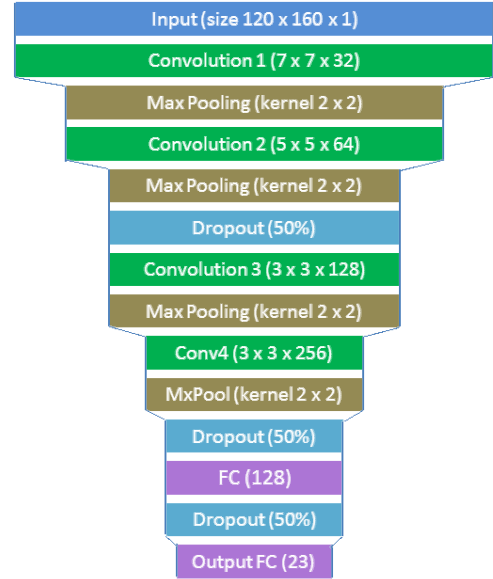 Input (size 120 x 160 x 1)
Convolution 1 (7 x 7 x 32)
Max Pooling (kernel 2 x 2)
Convolution 2 (5 x 5 x 64)
Max Pooling (kernel 2 x 2)
Dropout (50%)
Convolution 3 (3 x 3 x 128)
Max Pooling (kernel 2 x 2)
Conv4 (3 x 3 x 256)
MxPool (kernel 2 x 2)
Dropout (50%)
FC (128)
Dropout (50%)
Output FC (23)